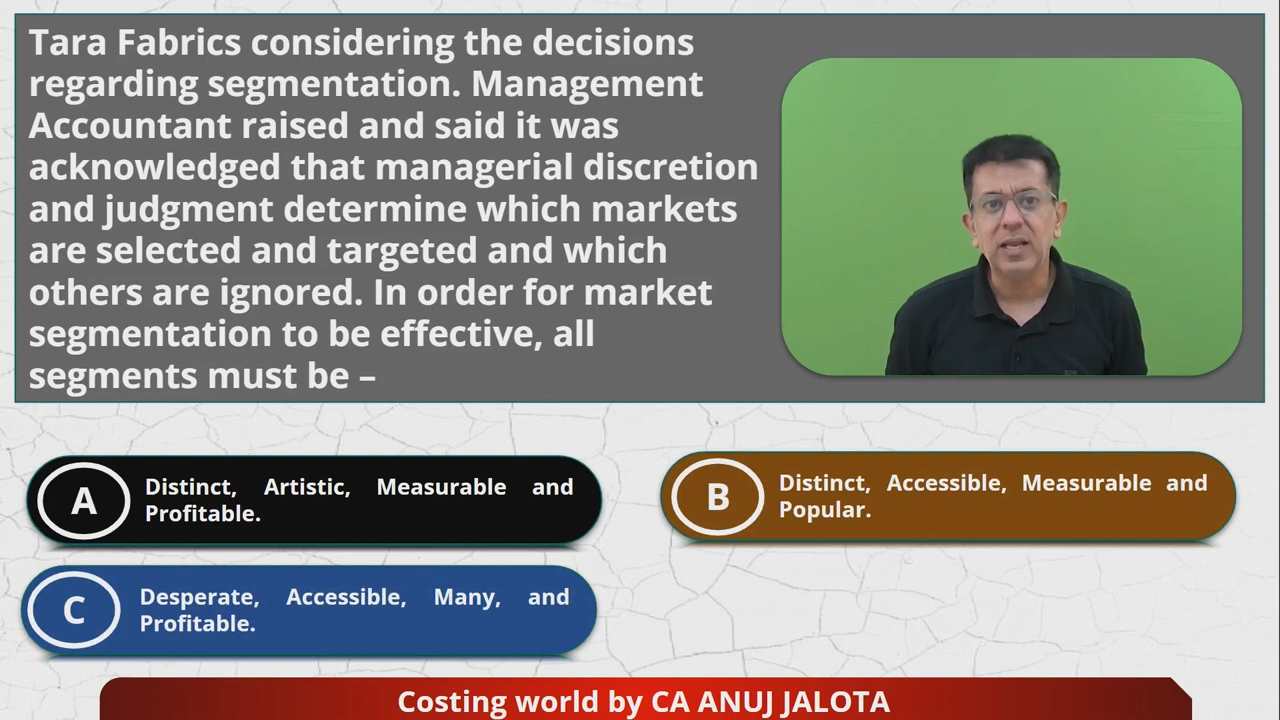 Tara Fabrics considering the decisions
regarding segmentation. Management
Accountant raised and said it was
acknowledged that managerial discretion
and judgment determine which markets
are selected and targeted and which
others are ignored. In order for market
segmentation to be effective, all
segments must be –
A
Distinct, Artistic, Measurable and
Profitable.
B
Distinct, Accessible, Measurable and
Popular.
C
Desperate, Accessible, Many, and
Profitable.
Costing world by CA ANUJ JALOTA